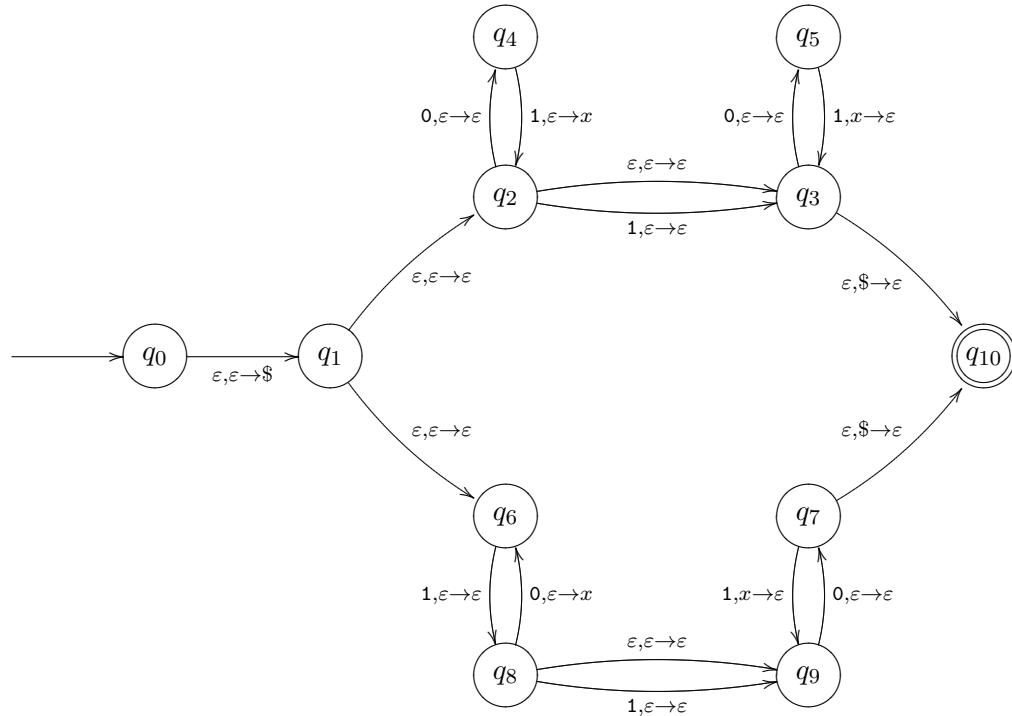 q4 q5
0,ε→ε 1,ε→x 0,ε→ε 1,x→ε
ε,ε→ε
q2 q3
1,ε→ε
ε,ε→ε ε,$→ε
q0 q1 q10
ε,ε→$
ε,ε→ε ε,$→ε
q6 q7
1,ε→ε 0,ε→x 1,x→ε 0,ε→ε
ε,ε→ε
q8 q9
1,ε→ε